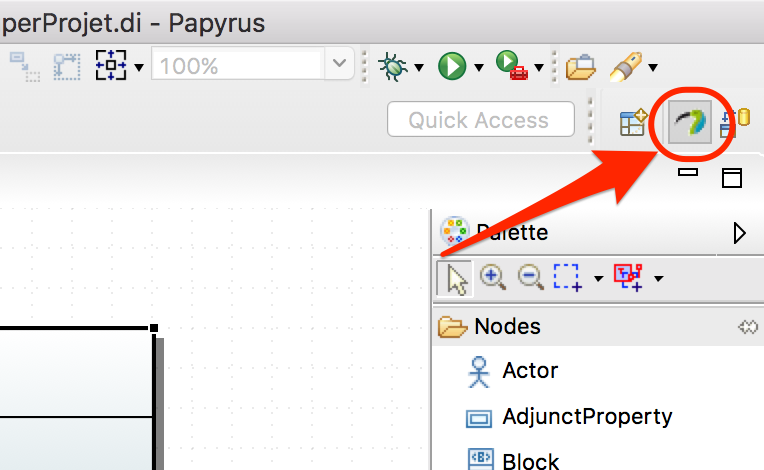 perProjet.di - Papyrus
100%
Quick Access
Palette
Nodes
Actor
AdjunctProperty
<B>
Block